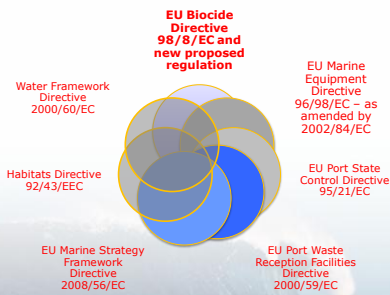 EU Biocide
Directive
98/8/EC and
new proposed
regulation
EU Marine
Equipment
Directive
96/98/EC – as
amended by
2002/84/EC
EU Port State
Control Directive
95/21/EC
EU Port Waste
Reception Facilities
Directive
2000/59/EC
EU Marine Strategy
Framework
Directive
2008/56/EC
Habitats Directive
92/43/EEC
Water Framework
Directive
2000/60/EC